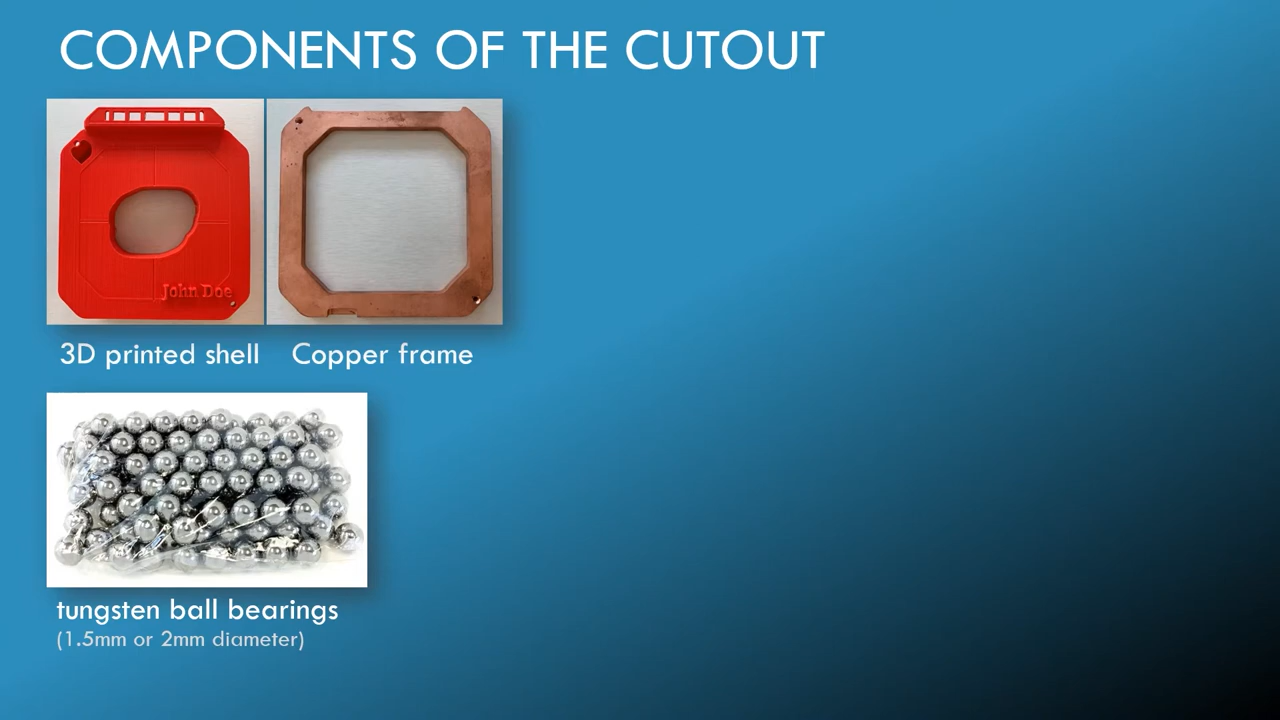 COMPONENTS OF THE CUTOUT
John Doe
3D printed shell
Copper frame
tungsten ball bearings
(1.5mm or 2mm diameter)